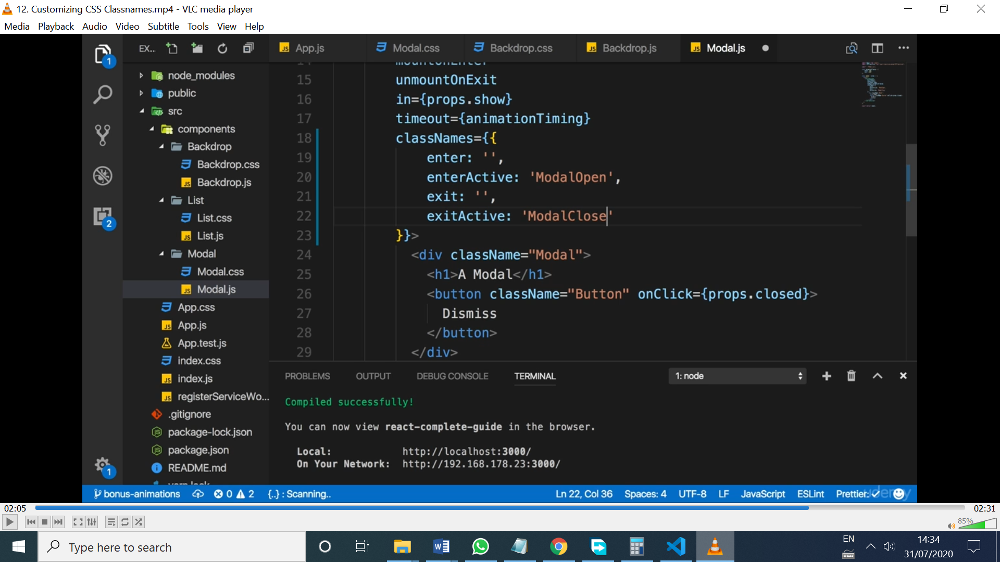 12. Customizing CSS Classnames.mp4 - VLC media player
Media Playback Audio Video Subtitle Tools View Help
EX...
App.js
Modal.css
Backdrop.css
Backdrop.js
Modal.js
1
2
1
node_modules
public
src
components
Backdrop
Backdrop.css
Backdrop.js
List
List.css
List.js
Modal
Modal.css
Modal.js
App.css
App.js
App.test.js
index.css
index.js
registerServiceWo...
.gitignore
package-lock.json
package.json
README.md
yarn.lock
14 mountOnEnter
15 unmountOnExit
16 in={props.show}
17 timeout={animationTiming}
18 classNames={{
19 enter: '',
20 enterActive: 'ModalOpen',
21 exit: '',
22 exitActive: 'ModalClose'
23 }}>
24 <div className="Modal">
25 <h1>A Modal</h1>
26 <button className="Button" onClick={props.closed}>
27 Dismiss
28 </button>
29 </div>
PROBLEMS OUTPUT DEBUG CONSOLE TERMINAL 1: node
Compiled successfully!
You can now view react-complete-guide in the browser.
Local: http://localhost:3000/
On Your Network: http://192.168.178.23:3000/
bonus-animations 0 2 {..} : Scanning.. Ln 22, Col 36 Spaces: 4 UTF-8 LF JavaScript ESLint Prettier: ✓
udemy
02:05 02:31
85%
Type here to search
EN
14:34
31/07/2020